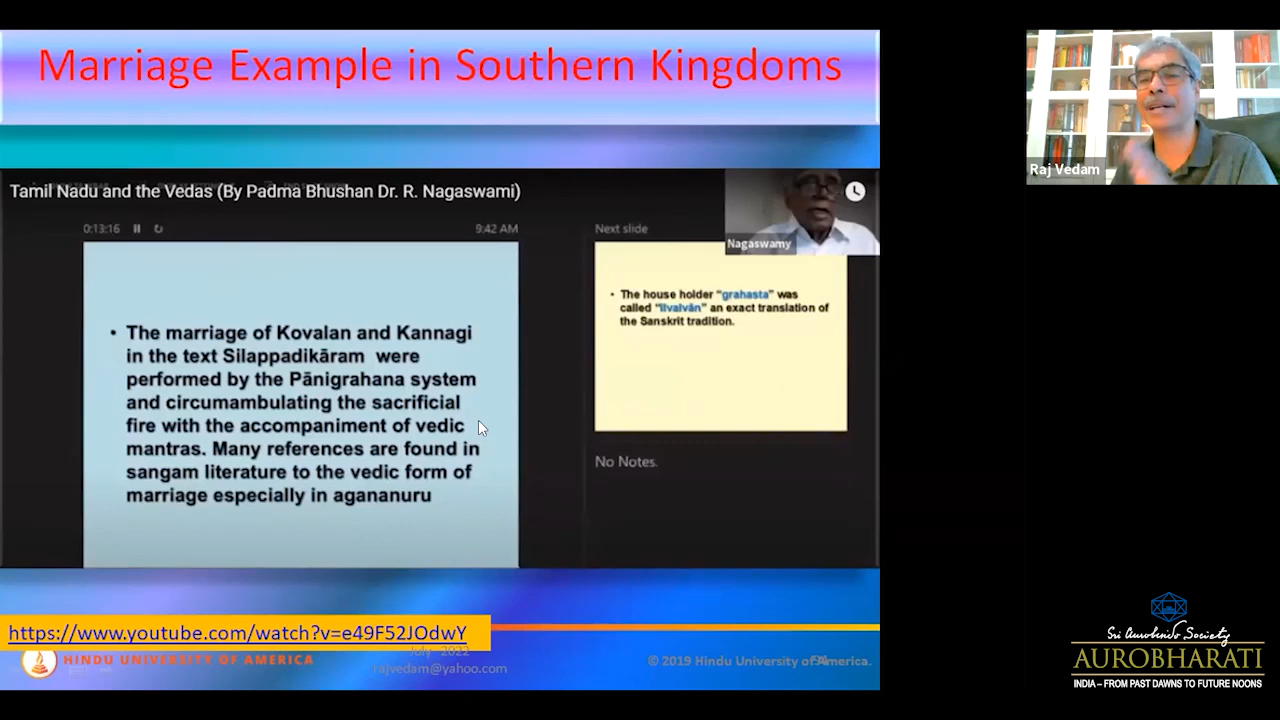 Marriage Example in Southern Kingdoms
Tamil Nadu and the Vedas (By Padma Bhushan Dr. R. Nagaswami)
0:13:16
9:42 AM
• The marriage of Kovalan and Kannagi
in the text Silappadikāram were
performed by the Pānigrahana system
and circumambulating the sacrificial
fire with the accompaniment of vedic
mantras. Many references are found in
sangam literature to the vedic form of
marriage especially in agananuru
Next slide
Nagaswamy
• The house holder "grahasta" was
called "ilvalvān" an exact translation of
the Sanskrit tradition.
No Notes.
https://www.youtube.com/watch?v=e49F52JOdwY
HINDU UNIVERSITY OF AMERICA
July 2022
rajvedam@yahoo.com
© 2019 Hindu University of America.
Raj Vedam
Sri Aurobindo Society
AUROBHARATI
INDIA – FROM PAST DAWNS TO FUTURE NOONS